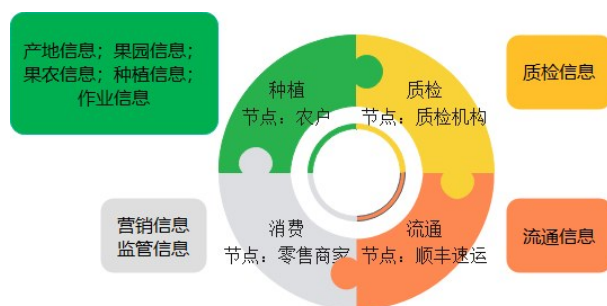 产地信息；果园信息；
果农信息；种植信息；
作业信息
种植
节点：农户
质检
节点：质检机构
质检信息
营销信息
监管信息
消费
节点：零售商家
流通
节点：顺丰速运
流通信息